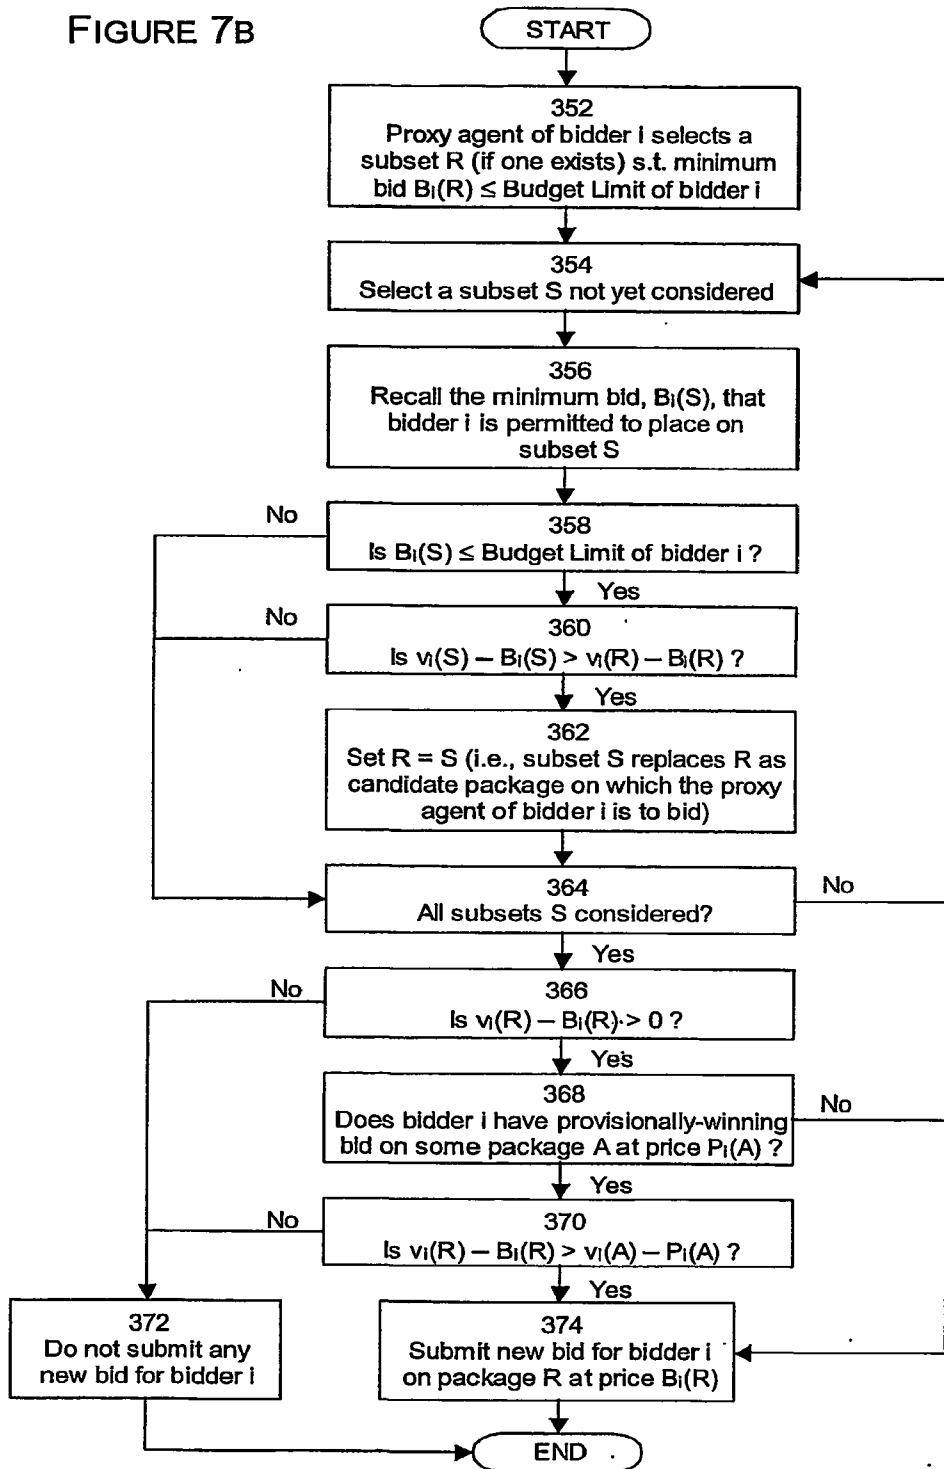 FIGURE 7B
START
352
Proxy agent of bidder i selects a
subset R (if one exists) s.t. minimum
bid Bi(R) ≤ Budget Limit of bidder i
354
Select a subset S not yet considered
356
Recall the minimum bid, Bi(S), that
bidder i is permitted to place on
subset S
No
358
Is Bi(S) ≤ Budget Limit of bidder i ?
Yes
No
360
Is vi(S) – Bi(S) > vi(R) – Bi(R) ?
Yes
362
Set R = S (i.e., subset S replaces R as
candidate package on which the proxy
agent of bidder i is to bid)
364
All subsets S considered?
No
Yes
No
366
Is vi(R) – Bi(R) > 0 ?
Yes
368
Does bidder i have provisionally-winning
bid on some package A at price Pi(A) ?
No
Yes
No
370
Is vi(R) – Bi(R) > vi(A) – Pi(A) ?
Yes
372
Do not submit any
new bid for bidder i
374
Submit new bid for bidder i
on package R at price Bi(R)
END